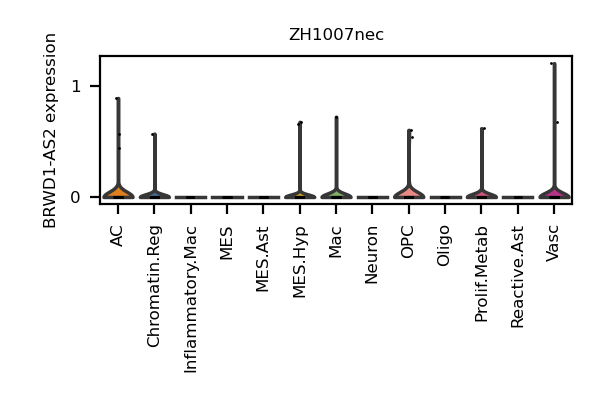 ZH1007nec
BRWD1-AS2 expression
1
0
AC
Chromatin.Reg
Inflammatory.Mac
MES
MES.Ast
MES.Hyp
Mac
Neuron
OPC
Oligo
Prolif.Metab
Reactive.Ast
Vasc